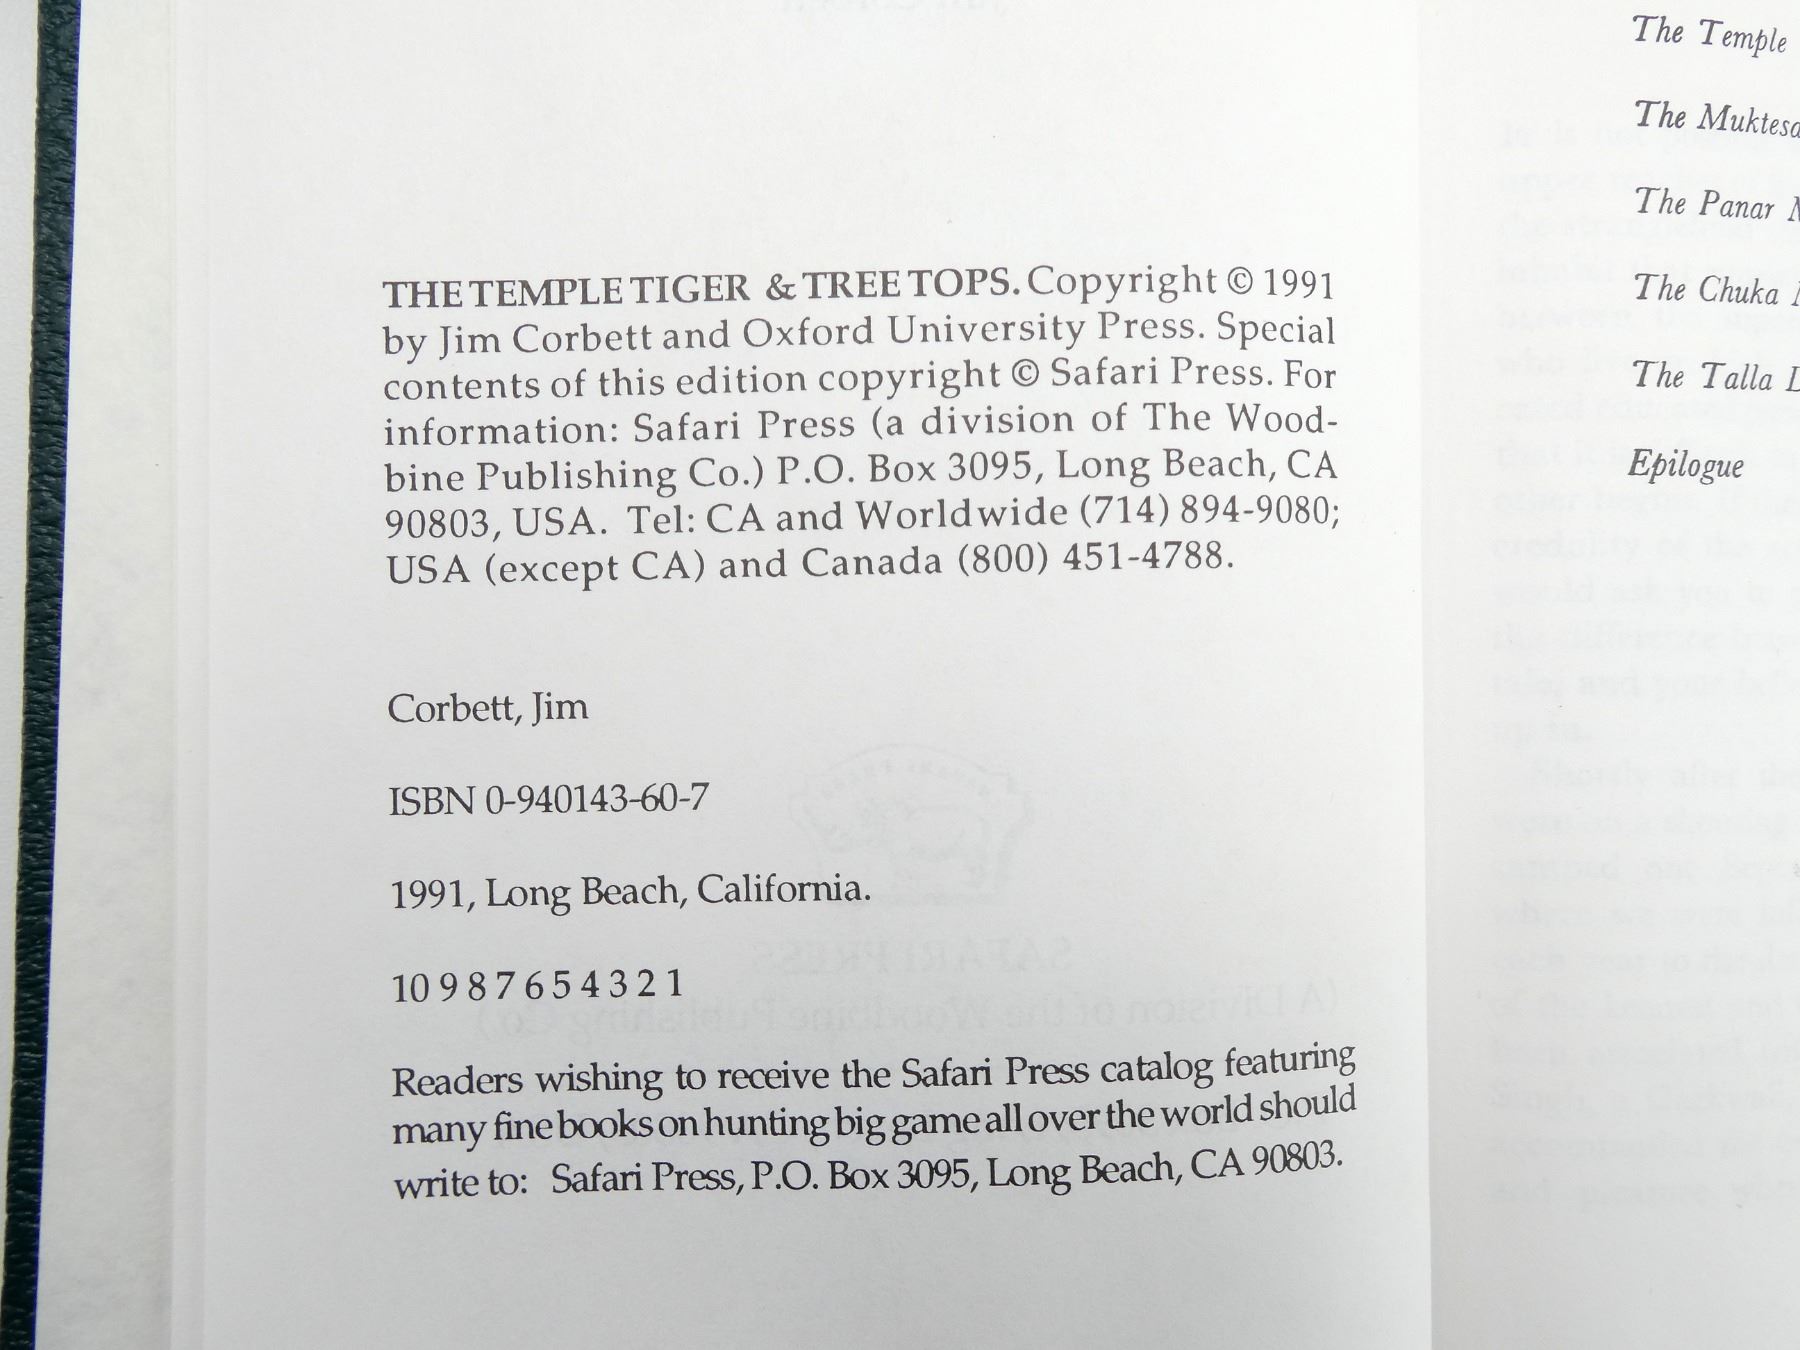 THE TEMPLE TIGER & TREE TOPS. Copyright © 1991
by Jim Corbett and Oxford University Press. Special
contents of this edition copyright © Safari Press. For
information: Safari Press (a division of The Wood-
bine Publishing Co.) P.O. Box 3095, Long Beach, CA
90803, USA. Tel: CA and Worldwide (714) 894-9080;
USA (except CA) and Canada (800) 451-4788.
Corbett, Jim
ISBN 0-940143-60-7
1991, Long Beach, California.
10 9 8 7 6 5 4 3 2 1
Readers wishing to receive the Safari Press catalog featuring
many fine books on hunting big game all over the world should
write to: Safari Press, P.O. Box 3095, Long Beach, CA 90803.
The Temple
The
The Panar
The Chuka
The Talla
Epilogue